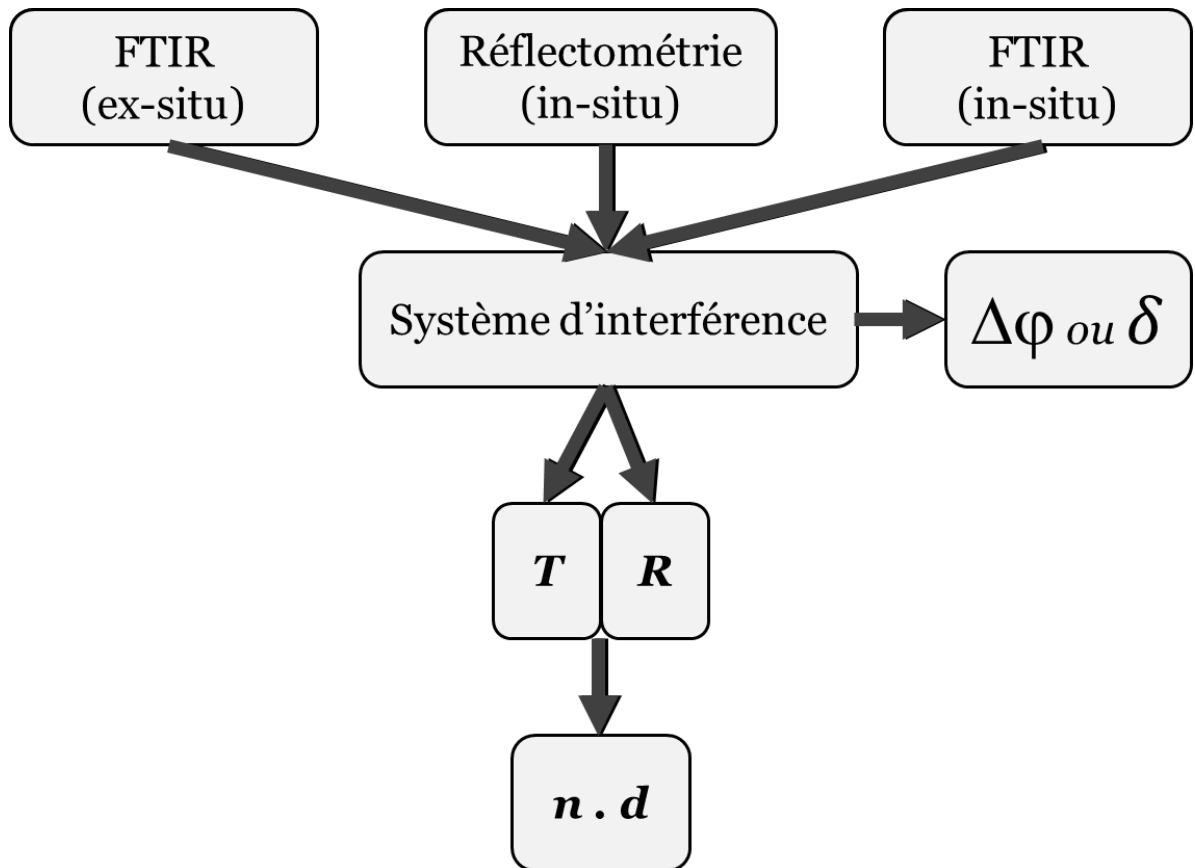 FTIR
(ex-situ)
Réflectométrie
(in-situ)
FTIR
(in-situ)
Système d’interférence
Δφ ou δ
T
R
n . d